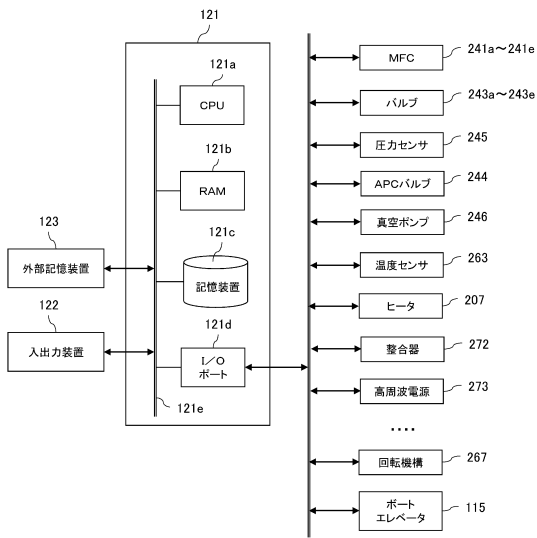 121
121a
CPU
121b
RAM
121c
記憶装置
121d
I/O
ポート
121e
123
外部記憶装置
122
入出力装置
MFC
241a～241e
バルブ
243a～243e
圧力センサ
245
APCバルブ
244
真空ポンプ
246
温度センサ
263
ヒータ
207
整合器
272
高周波電源
273
････
回転機構
267
ボート
エレベータ
115